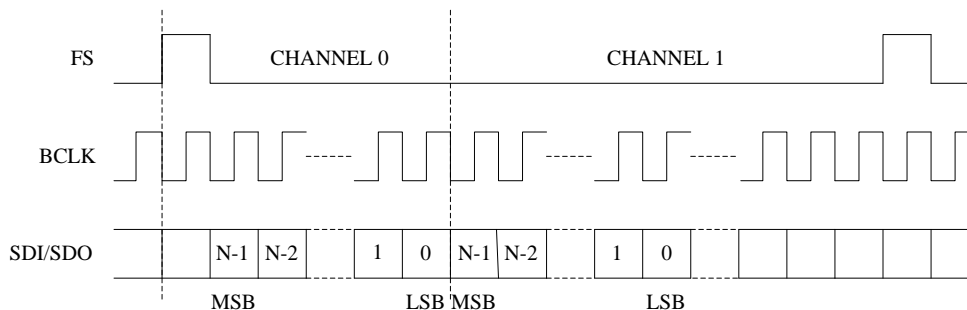 FS CHANNEL 0 CHANNEL 1
BCLK
SDI/SDO N-1 N-2 1 0 N-1 N-2 1 0
MSB LSB MSB LSB